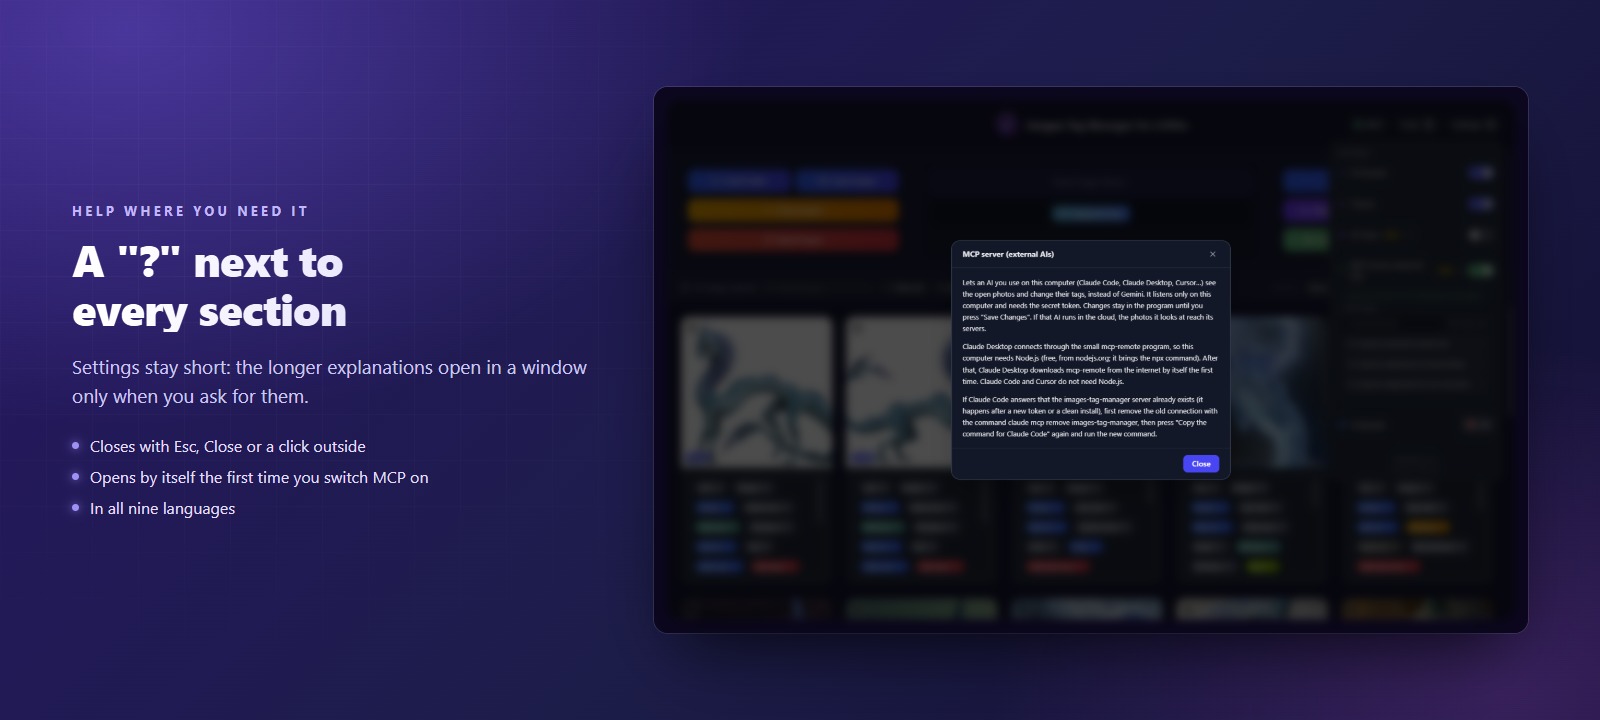 HELP WHERE YOU NEED IT
A "?" next to
every section
Settings stay short: the longer explanations open in a window
only when you ask for them.
Closes with Esc, Close or a click outside
Opens by itself the first time you switch MCP on
In all nine languages
MCP server (external AIs)
Lets an AI you use on this computer (Claude Code, Claude Desktop, Cursor...) see
the open photos and change their tags, instead of Gemini. It listens only on this
computer and needs the secret token. Changes stay in the program until you
press "Save Changes". If that AI runs in the cloud, the photos it looks at reach its
servers.
Claude Desktop connects through the small mcp-remote program, so this
computer needs Node.js (free, from nodejs.org; it brings the npx command). After
that, Claude Desktop downloads mcp-remote from the internet by itself the first
time. Claude Code and Cursor do not need Node.js.
If Claude Code answers that the images-tag-manager server already exists (it
happens after a new token or a clean install), first remove the old connection with
the command claude mcp remove images-tag-manager, then press "Copy the
command for Claude Code" again and run the new command.
Close